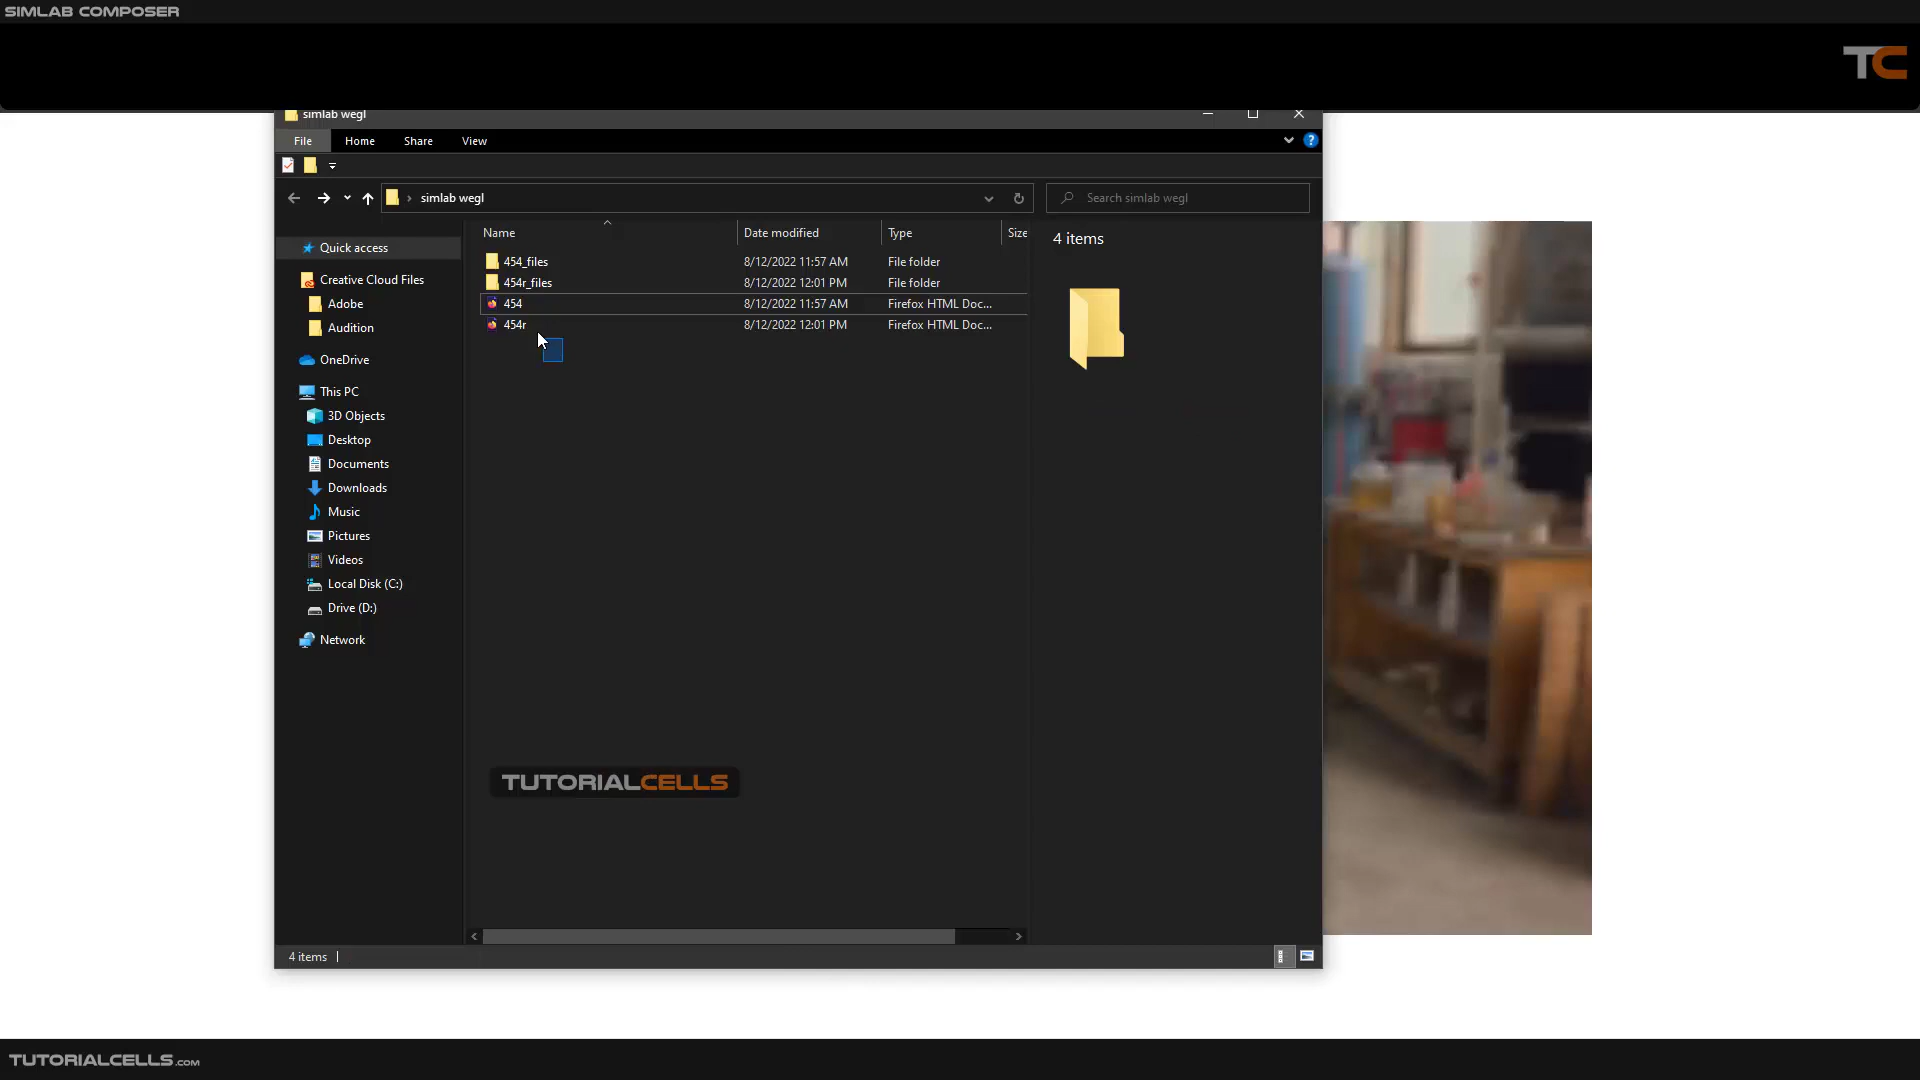 SIMLAB COMPOSER
TC
simlab wegl
File Home Share View
?
simlab wegl
Search simlab wegl
Name Date modified Type Size
4 items
Quick access
454_files 8/12/2022 11:57 AM File folder
Creative Cloud Files
454r_files 8/12/2022 12:01 PM File folder
Adobe
454 8/12/2022 11:57 AM Firefox HTML Doc...
Audition
454r 8/12/2022 12:01 PM Firefox HTML Doc...
OneDrive
This PC
3D Objects
Desktop
Documents
Downloads
Music
Pictures
Videos
Local Disk (C:)
Drive (D:)
Network
TUTORIALCELLS
4 items
TUTORIALCELLS.COM